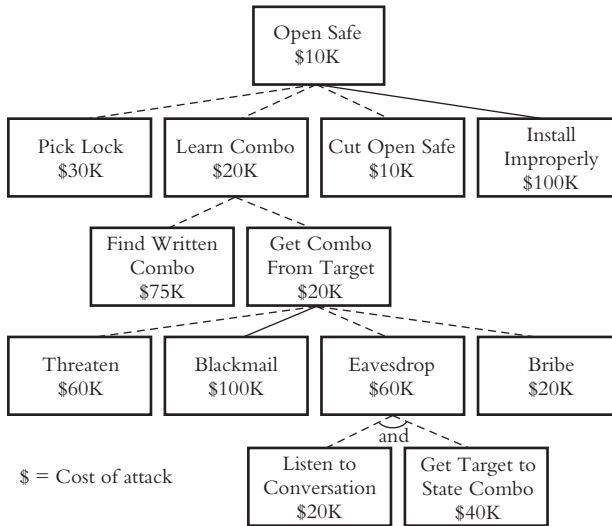 Open Safe
$10K
Pick Lock
$30K
Learn Combo
$20K
Cut Open Safe
$10K
Install
Improperly
$100K
Find Written
Combo
$75K
Get Combo
From Target
$20K
Threaten
$60K
Blackmail
$100K
Eavesdrop
$60K
Bribe
$20K
and
Listen to
Conversation
$20K
Get Target to
State Combo
$40K
$ = Cost of attack